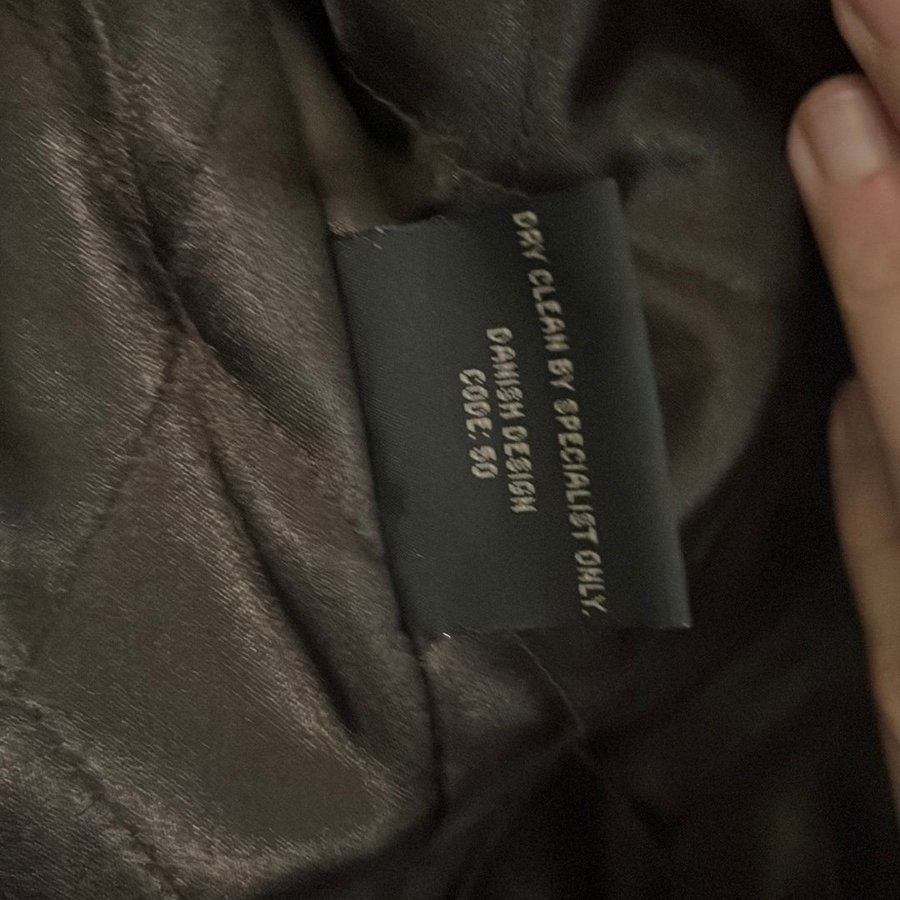 DRY CLEAN BY SPECIALIST ONLY.
DANISH DESIGN
CODE: 50